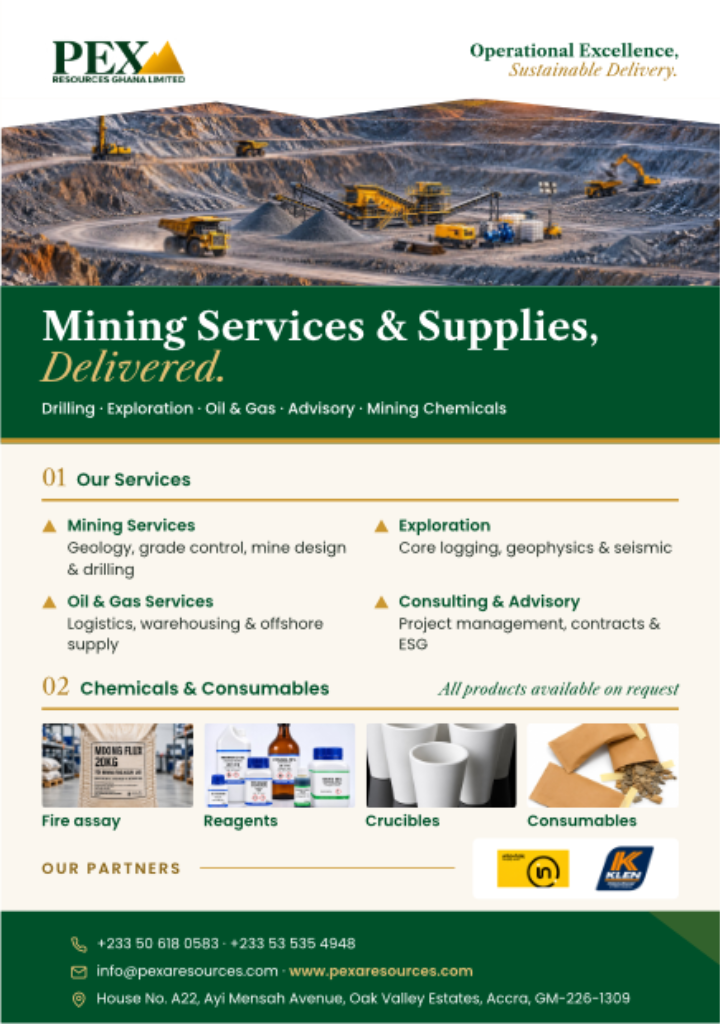 PEX
RESOURCES GHANA LIMITED
Operational Excellence,
Sustainable Delivery.
Mining Services & Supplies,
Delivered.
Drilling · Exploration · Oil & Gas · Advisory · Mining Chemicals
01 Our Services
Mining Services
Geology, grade control, mine design
& drilling
Exploration
Core logging, geophysics & seismic
Oil & Gas Services
Logistics, warehousing & offshore
supply
Consulting & Advisory
Project management, contracts &
ESG
02 Chemicals & Consumables
All products available on request
20KG
Fire assay
Reagents
Crucibles
Consumables
OUR PARTNERS
K
KLEN
+233 50 618 0583 · +233 53 535 4948
info@pexaresources.com · www.pexaresources.com
House No. A22, Ayi Mensah Avenue, Oak Valley Estates, Accra, GM-226-1309